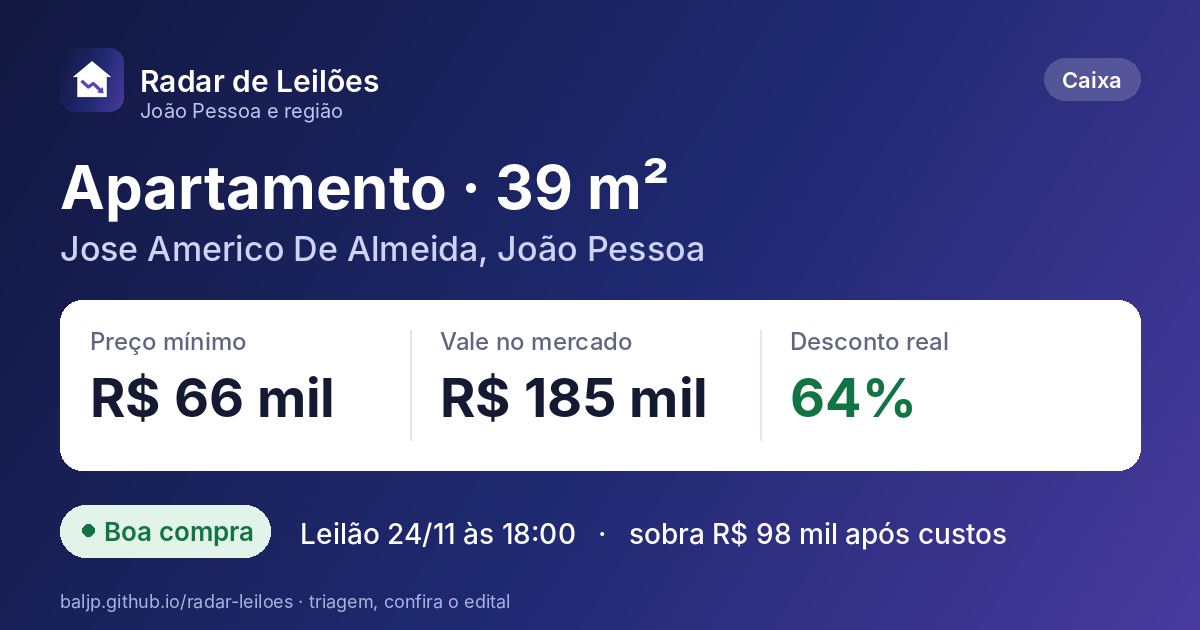 Radar de Leilões
João Pessoa e região
Caixa
Apartamento · 39 m²
Jose Americo De Almeida, João Pessoa
Preço mínimo
R$ 66 mil
Vale no mercado
R$ 185 mil
Desconto real
64%
Boa compra
Leilão 24/11 às 18:00 · sobra R$ 98 mil após custos
baljp.github.io/radar-leiloes · triagem, confira o edital